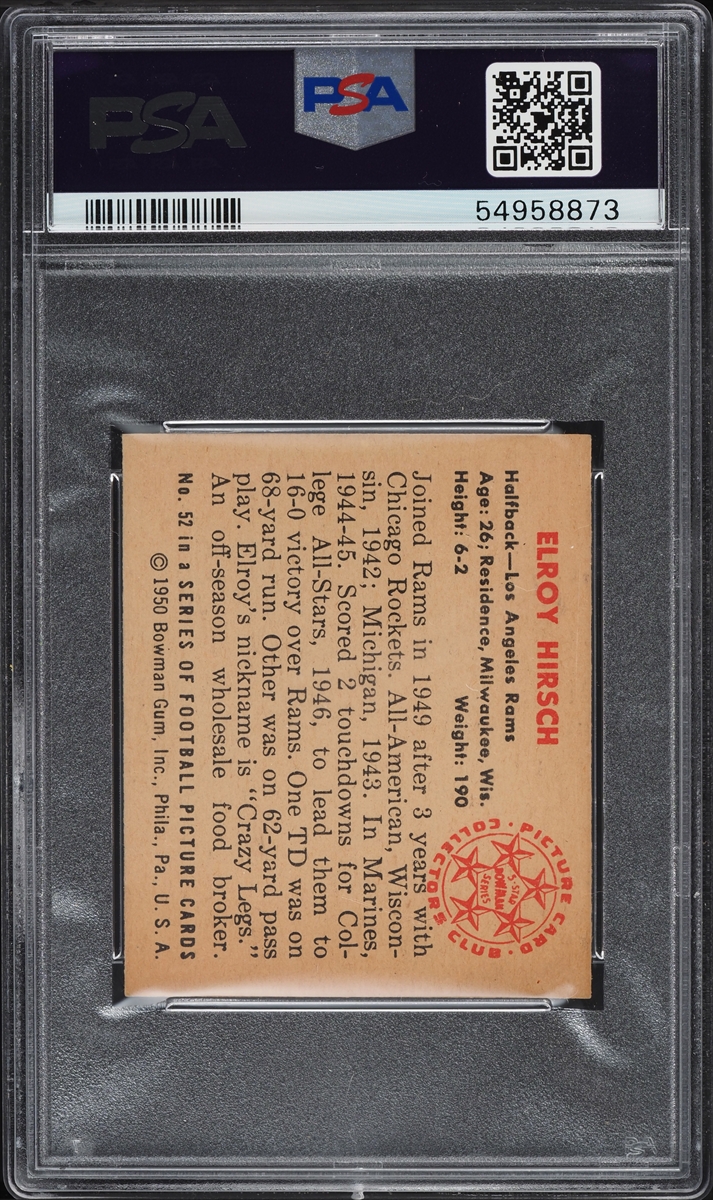 PSA
PSA
54958873
ELROY HIRSCH
Halfback—Los Angeles Rams
Age: 26; Residence, Milwaukee, Wis.
Height: 6-2 Weight: 190
PICTURE CARD COLLECTORS CLUB
5-STAR
BOWMAN
SERIES
Joined Rams in 1949 after 3 years with
Chicago Rockets. All-American, Wiscon-
sin, 1942; Michigan, 1943. In Marines,
1944-45. Scored 2 touchdowns for Col-
lege All-Stars, 1946, to lead them to
16-0 victory over Rams. One TD was on
68-yard run. Other was on 62-yard pass
play. Elroy's nickname is "Crazy Legs."
An off-season wholesale food broker.
No. 52 in a SERIES OF FOOTBALL PICTURE CARDS
© 1950 Bowman Gum, Inc., Phila., Pa., U. S. A.